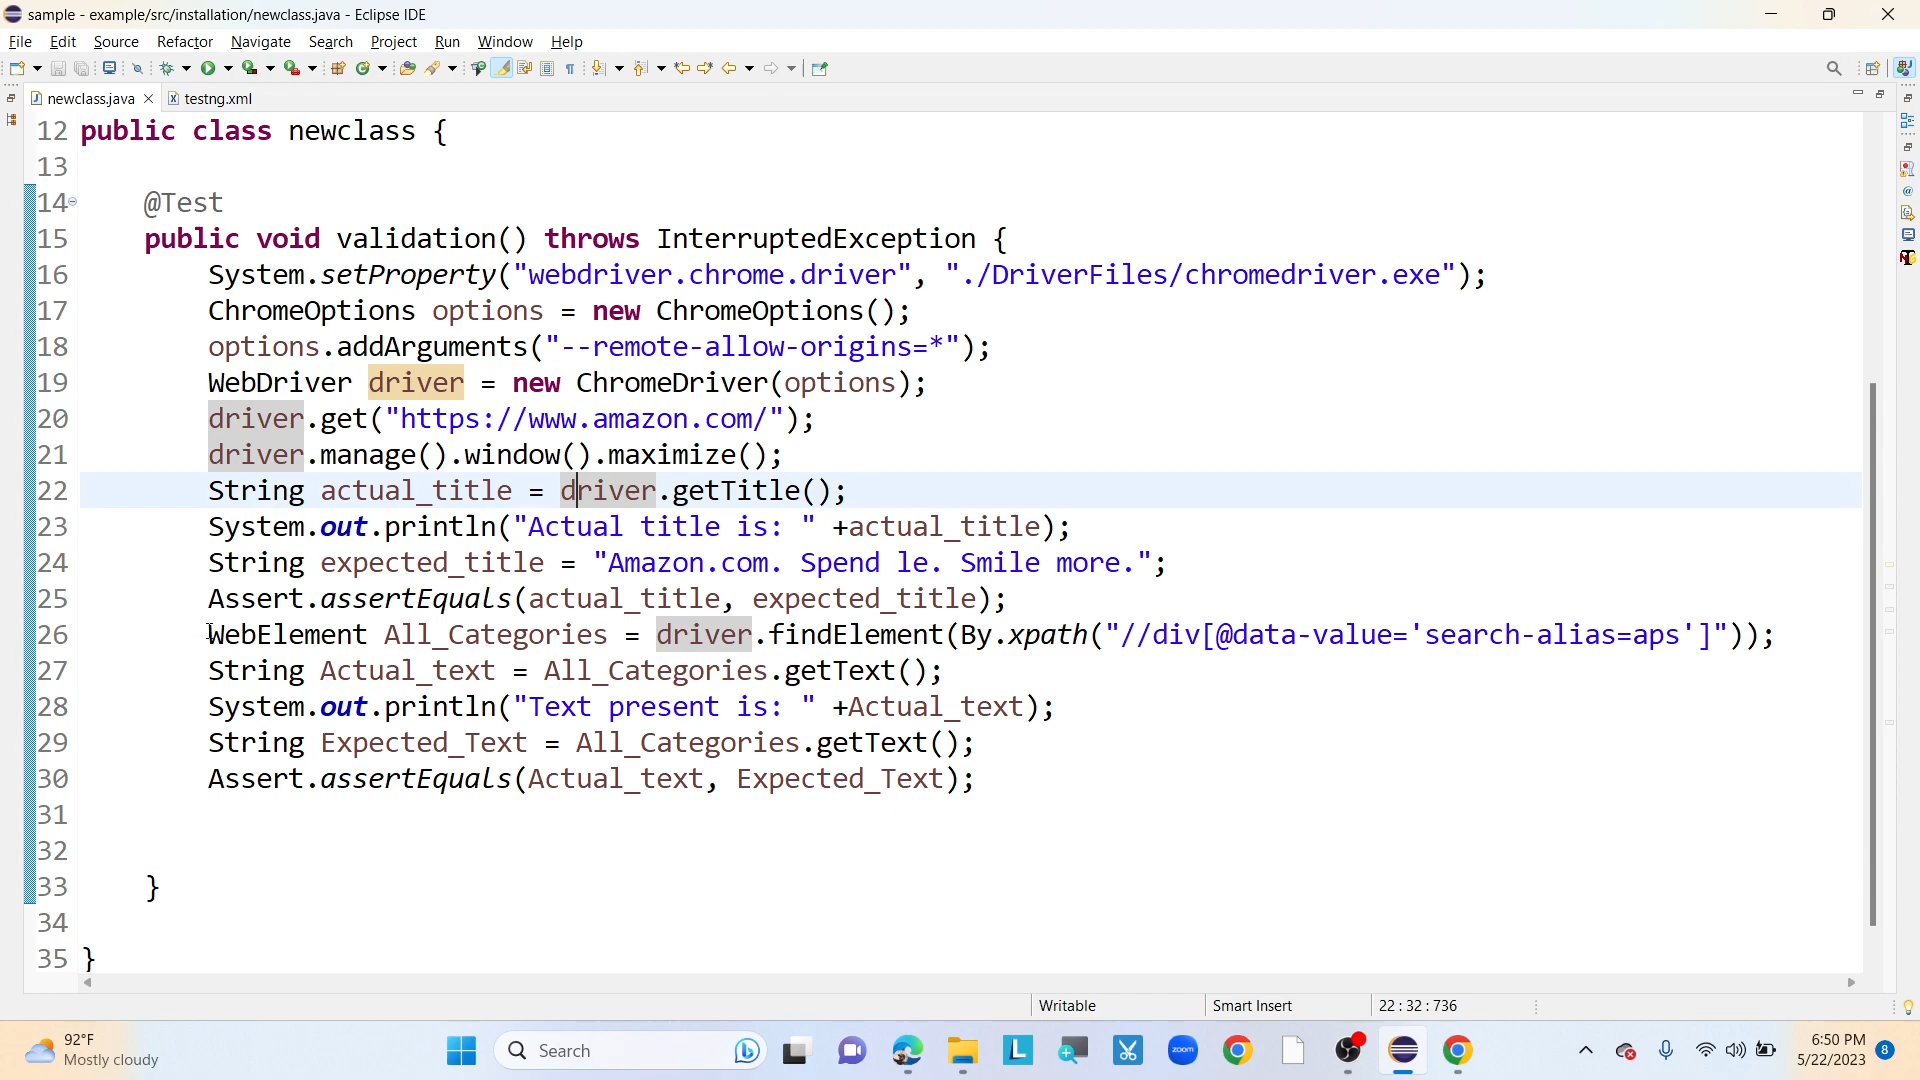 sample - example/src/installation/newclass.java - Eclipse IDE
File Edit Source Refactor Navigate Search Project Run Window Help
newclass.java testng.xml
12 public class newclass {
13
14 @Test
15 public void validation() throws InterruptedException {
16 System.setProperty("webdriver.chrome.driver", "./DriverFiles/chromedriver.exe");
17 ChromeOptions options = new ChromeOptions();
18 options.addArguments("--remote-allow-origins=*");
19 WebDriver driver = new ChromeDriver(options);
20 driver.get("https://www.amazon.com/");
21 driver.manage().window().maximize();
22 String actual_title = driver.getTitle();
23 System.out.println("Actual title is: " +actual_title);
24 String expected_title = "Amazon.com. Spend le. Smile more.";
25 Assert.assertEquals(actual_title, expected_title);
26 WebElement All_Categories = driver.findElement(By.xpath("//div[@data-value='search-alias=aps']"));
27 String Actual_text = All_Categories.getText();
28 System.out.println("Text present is: " +Actual_text);
29 String Expected_Text = All_Categories.getText();
30 Assert.assertEquals(Actual_text, Expected_Text);
31
32
33 }
34
35 }
Writable Smart Insert 22 : 32 : 736
92°F
Mostly cloudy
Search
zoom
6:50 PM
5/22/2023
8